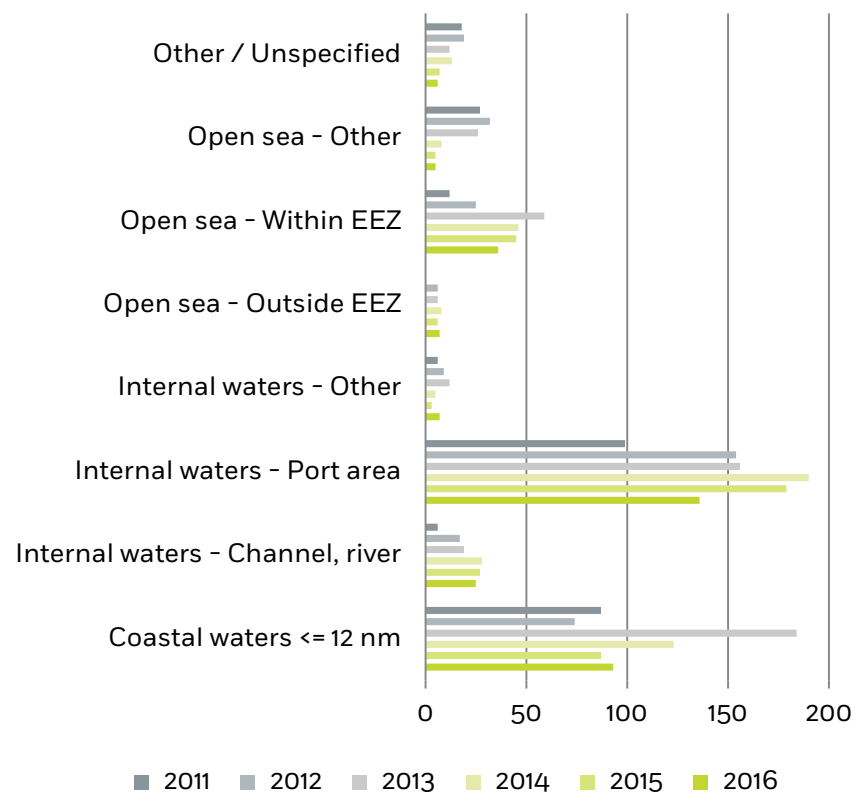 Other / Unspecified
Open sea - Other
Open sea - Within EEZ
Open sea - Outside EEZ
Internal waters - Other
Internal waters - Port area
Internal waters - Channel, river
Coastal waters <= 12 nm
0 50 100 150 200
2011 2012 2013 2014 2015 2016